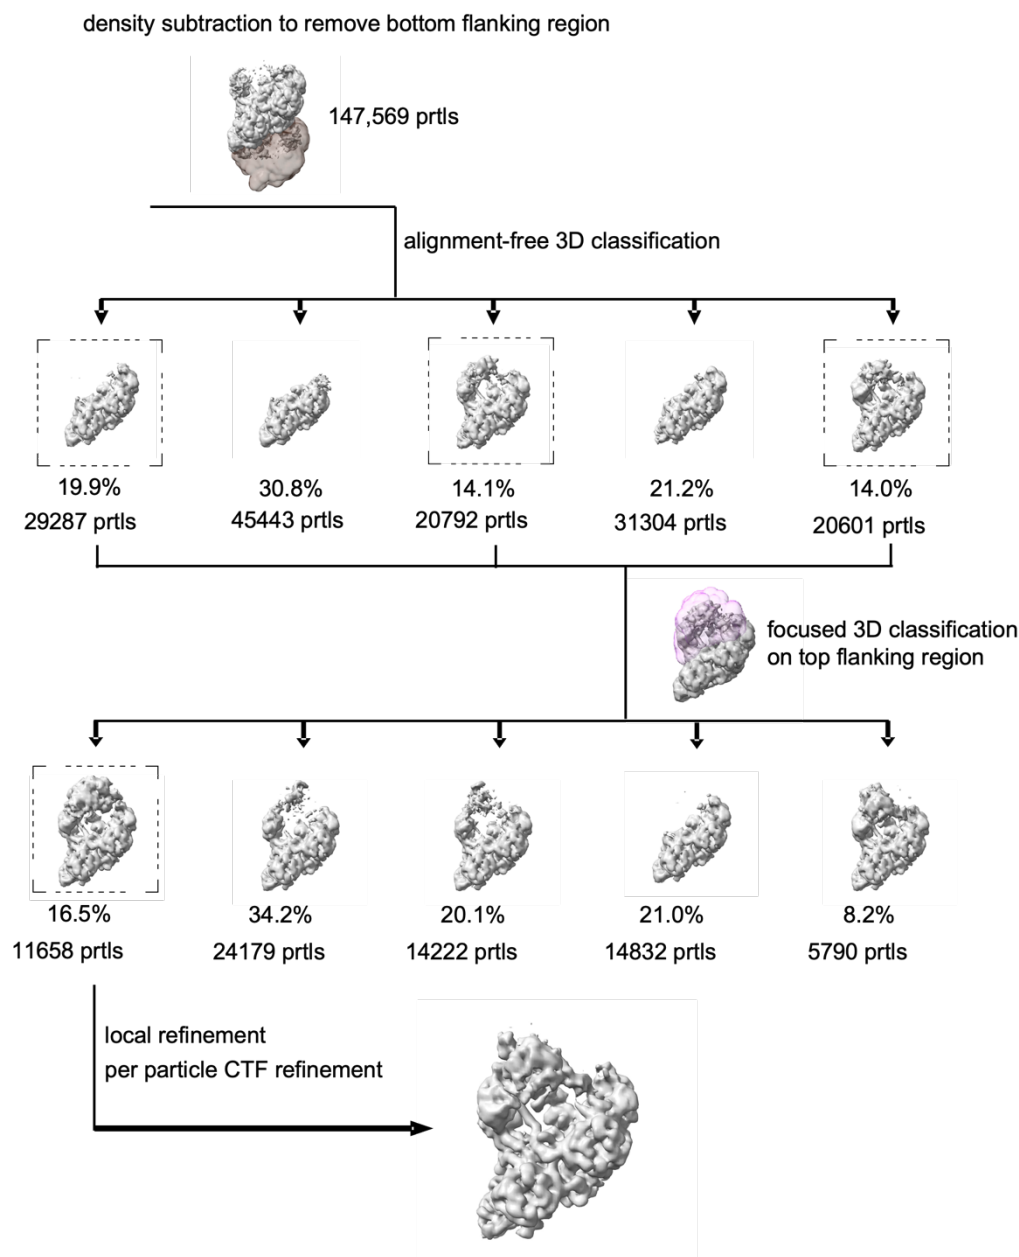 density subtraction to remove bottom flanking region
147,569 prtls
alignment-free 3D classification
19.9%
30.8%
14.1%
21.2%
14.0%
29287 prtls
45443 prtls
20792 prtls
31304 prtls
20601 prtls
focused 3D classification
on top flanking region
16.5%
34.2%
20.1%
21.0%
8.2%
11658 prtls
24179 prtls
14222 prtls
14832 prtls
5790 prtls
local refinement
per particle CTF refinement